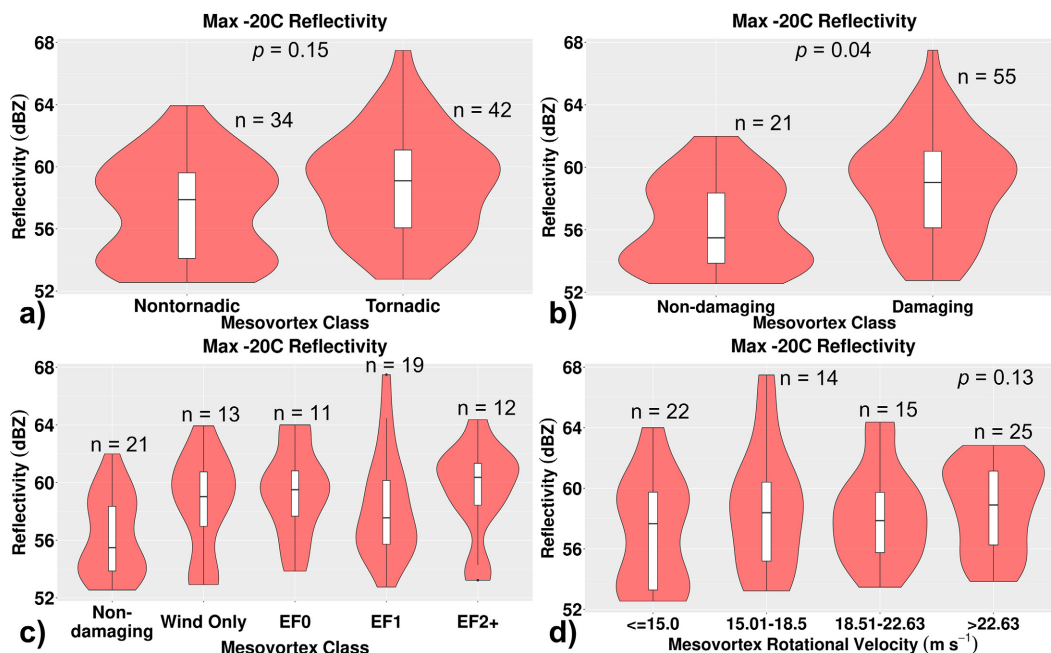 Max -20C Reflectivity
68
64
60
56
52
Reflectivity (dBZ)
p = 0.15
n = 34
n = 42
Nontornadic
Tornadic
Mesovortex Class
a)
Max -20C Reflectivity
68
64
60
56
52
Reflectivity (dBZ)
p = 0.04
n = 21
n = 55
Non-damaging
Damaging
Mesovortex Class
b)
Max -20C Reflectivity
68
64
60
56
52
Reflectivity (dBZ)
n = 21
n = 13
n = 11
n = 19
n = 12
Non-
damaging
Wind Only
EF0
EF1
EF2+
Mesovortex Class
c)
Max -20C Reflectivity
68
64
60
56
52
Reflectivity (dBZ)
n = 22
n = 14
n = 15
p = 0.13
n = 25
<=15.0
15.01-18.5
18.51-22.63
>22.63
Mesovortex Rotational Velocity (m s⁻¹)
d)